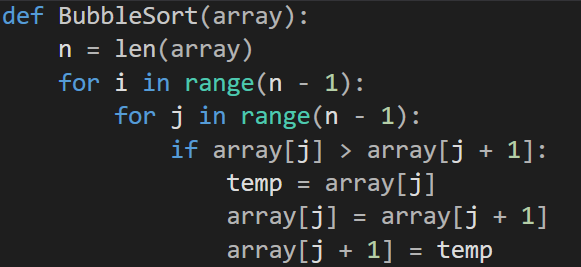 def BubbleSort(array):
    n = len(array)
    for i in range(n - 1):
        for j in range(n - 1):
            if array[j] > array[j + 1]:
                temp = array[j]
                array[j] = array[j + 1]
                array[j + 1] = temp